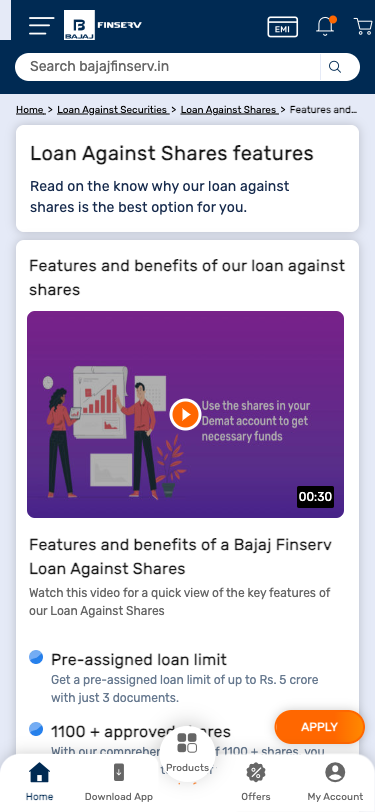 BAJAJ
FINSERV
EMI
Search bajajfinserv.in
Home > Loan Against Securities > Loan Against Shares > Features and...
Loan Against Shares features
Read on the know why our loan against
shares is the best option for you.
Features and benefits of our loan against
shares
Use the shares in your
Demat account to get
necessary funds
00:30
Features and benefits of a Bajaj Finserv
Loan Against Shares
Watch this video for a quick view of the key features of
our Loan Against Shares
Pre-assigned loan limit
Get a pre-assigned loan limit of up to Rs. 5 crore
with just 3 documents.
APPLY
1100 + approved
With our of 1100 + shares, you
Home
Download App
Products
Offers
My Account